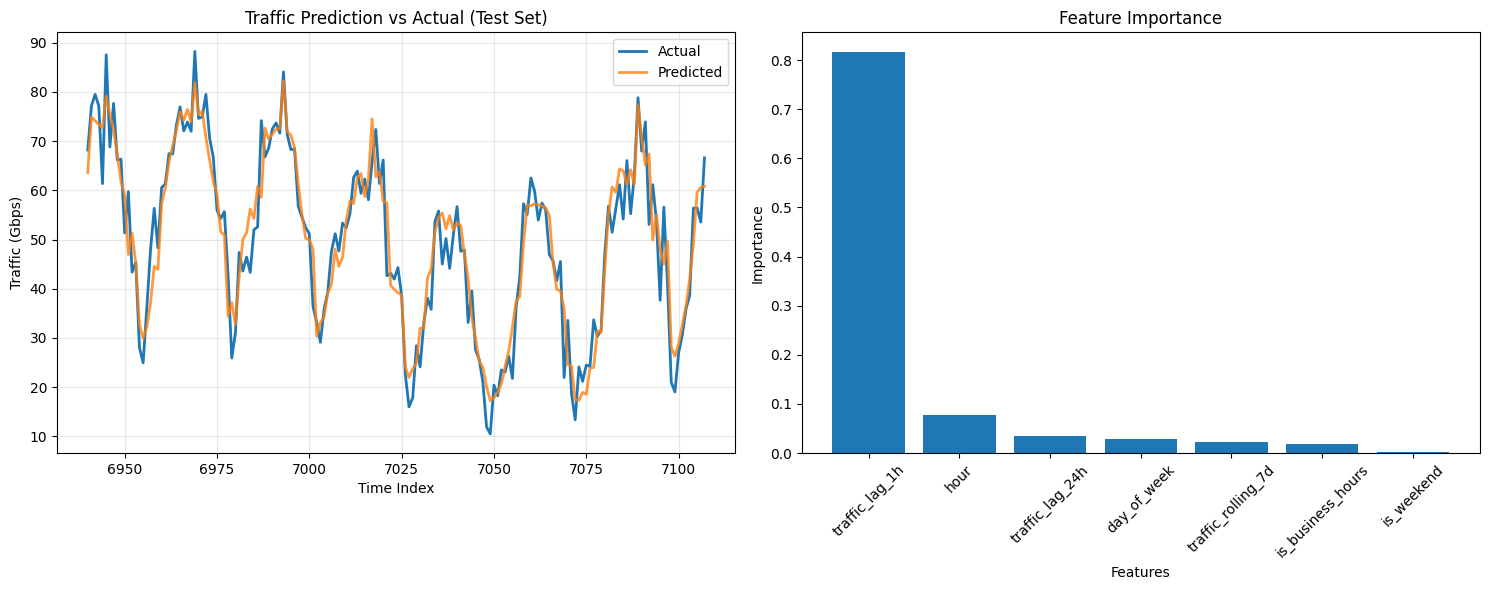 Traffic Prediction vs Actual (Test Set)
Actual
Predicted
90
80
70
60
50
40
30
20
10
Traffic (Gbps)
6950 6975 7000 7025 7050 7075 7100
Time Index
Feature Importance
0.8
0.7
0.6
0.5
0.4
0.3
0.2
0.1
0.0
Importance
traffic_lag_1h
hour
traffic_lag_24h
day_of_week
traffic_rolling_7d
is_business_hours
is_weekend
Features